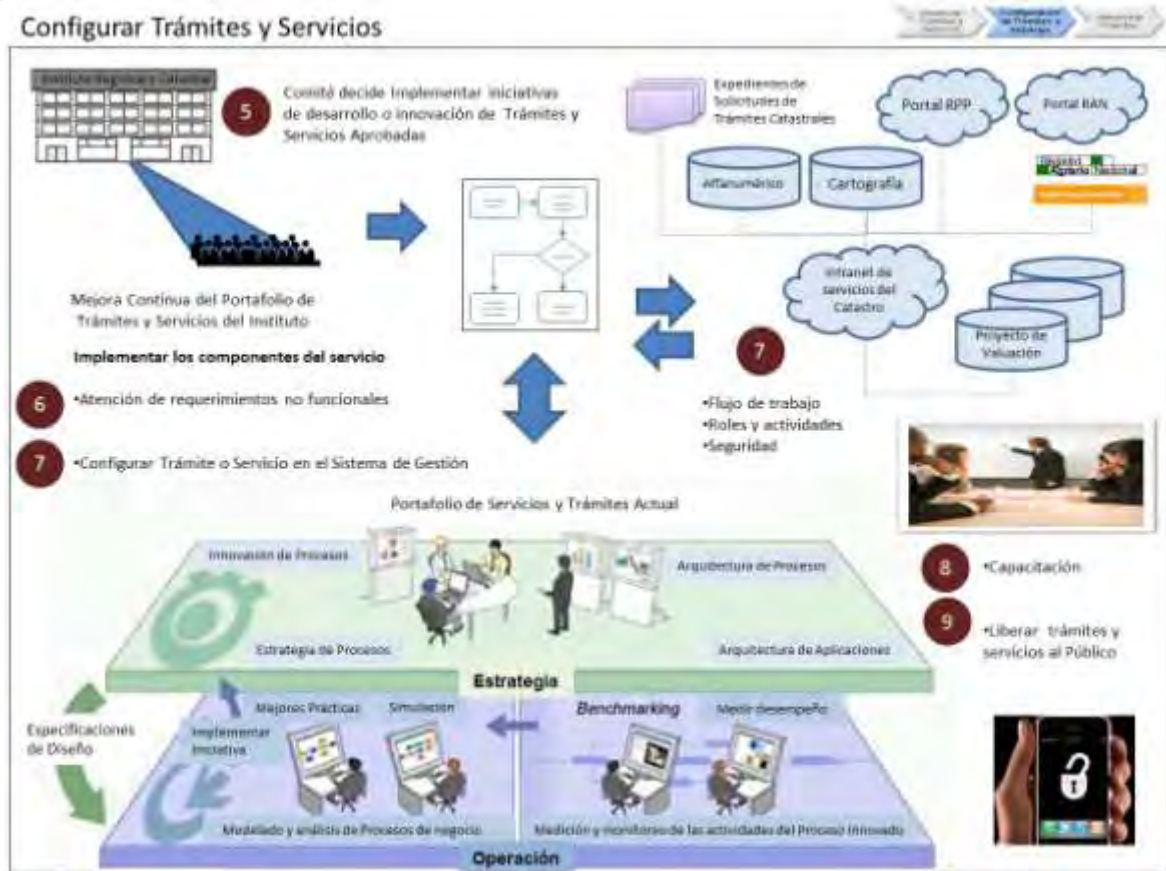 Configurar Trámites y Servicios
5
Comité decide Implementar iniciativas
de desarrollo o innovación de Trámites y
Servicios Aprobadas
Expedientes de
Solicitudes de
Trámites Catastrales
Portal RPP
Portal RAN
Alfanumérico
Cartografía
Intranet de
servicios del
Catastro
Proyecto de
Valuación
Mejora Continua del Portafolio de
Trámites y Servicios del Instituto
Implementar los componentes del servicio
6
•Atención de requerimientos no funcionales
7
•Configurar Trámite o Servicio en el Sistema de Gestión
7
•Flujo de trabajo
•Roles y actividades
•Seguridad
Portafolio de Servicios y Trámites Actual
Innovación de Procesos
Arquitectura de Procesos
Estrategia de Procesos
Arquitectura de Aplicaciones
Estrategia
8
•Capacitación
9
•Liberar trámites y
servicios al Público
Especificaciones
de Diseño
Implementar
Iniciativa
Mejores Prácticas
Simulación
Benchmarking
Medir desempeño
Modelado y análisis de Procesos de negocio
Medición y monitoreo de las actividades del Proceso Innovado
Operación